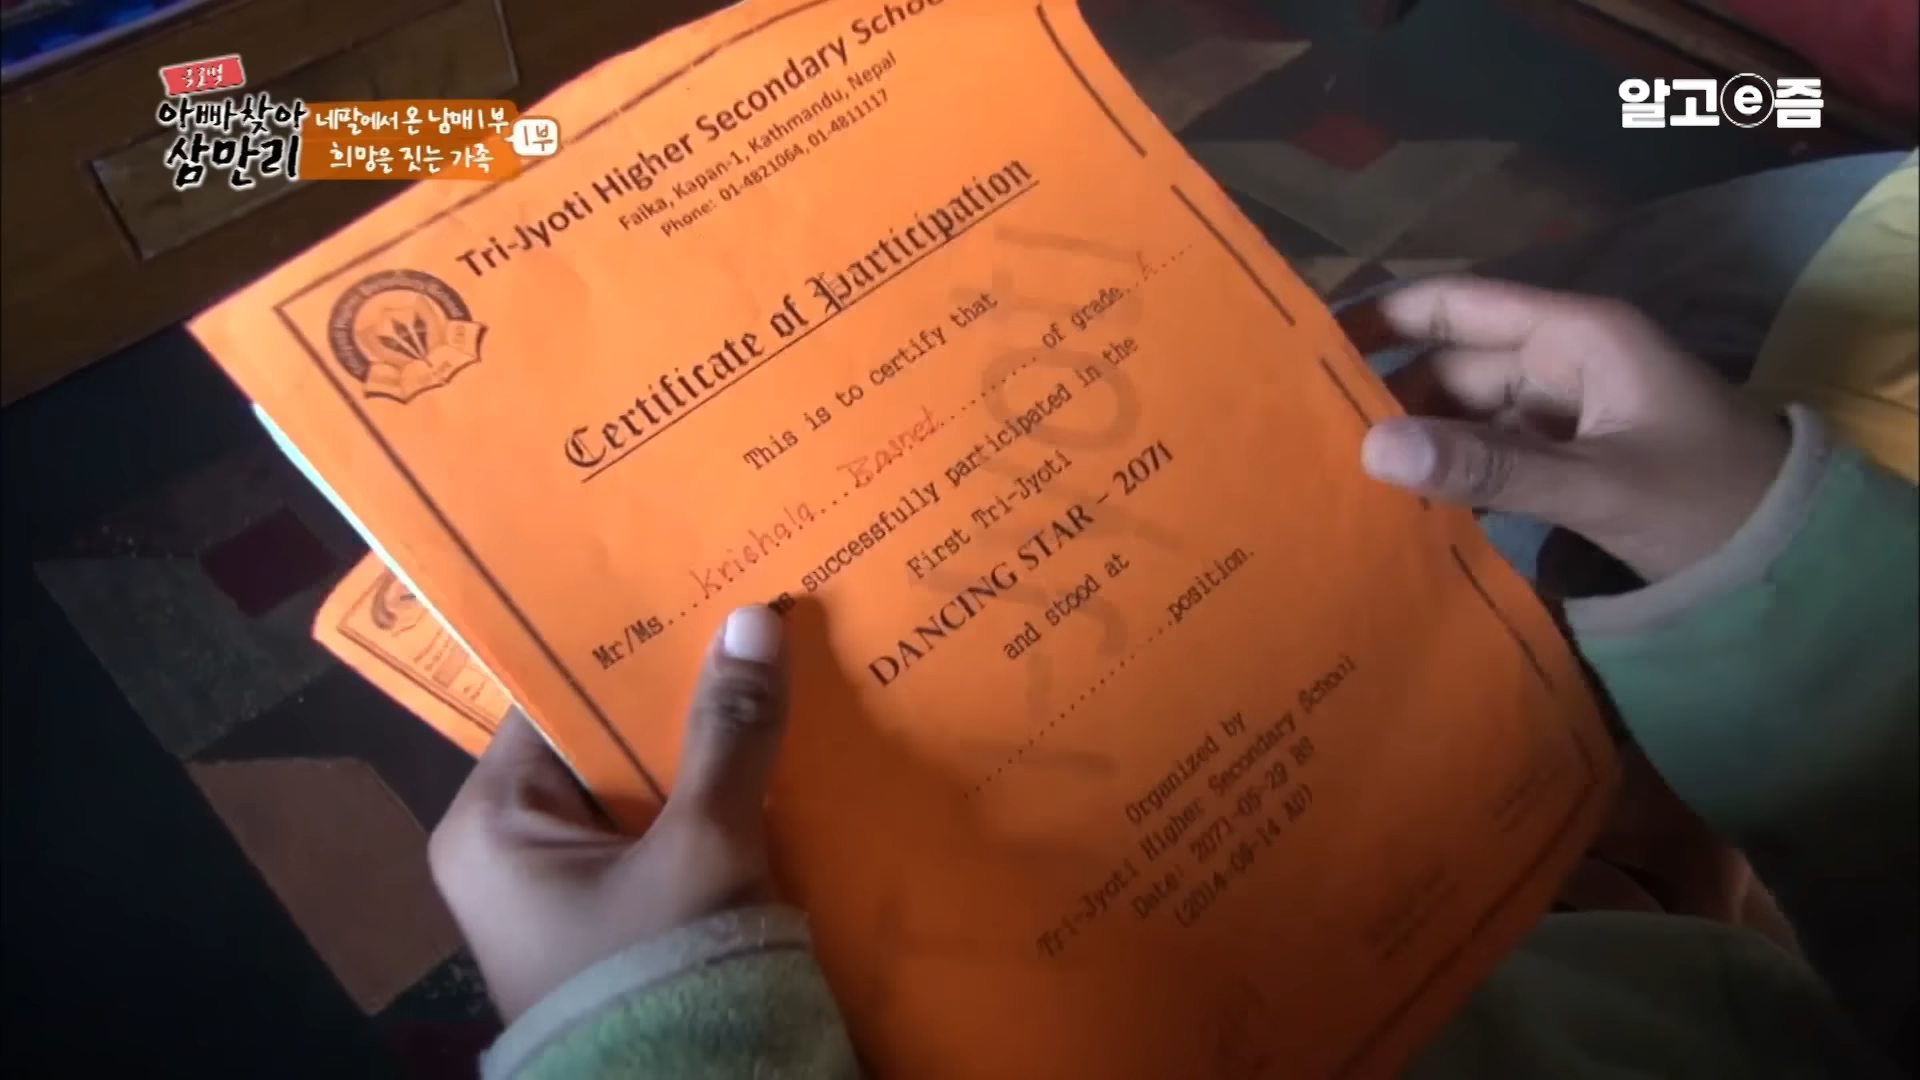 글로벌
아빠찾아
삼만리
네팔에서 온 남매 1부
희망을 짓는 가족
1부
알고e즘
Tri-Jyoti Higher Secondary School
Faika, Kapan-1, Kathmandu, Nepal
Phone: 01-4821064, 01-4811117
Certificate of Participation
This is to certify that
Mr/Ms...Krishala...Basnet............of grade...
has successfully participated in the
First Tri-Jyoti
DANCING STAR – 2071
and stood at
........................position.
Organized by
Tri-Jyoti Higher Secondary School
Date: 2071-05-29 BS
(2014-09-14 AD)